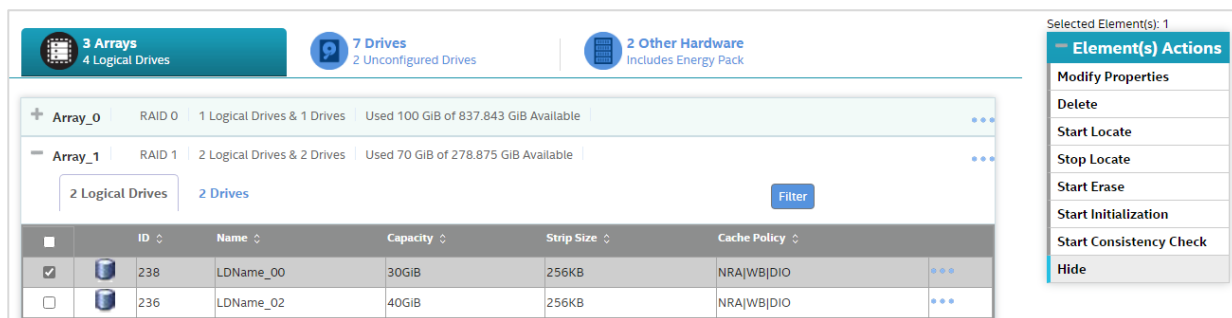 Selected Element(s): 1
3 Arrays
4 Logical Drives
7 Drives
2 Unconfigured Drives
2 Other Hardware
Includes Energy Pack
Array_0 RAID 0 1 Logical Drives & 1 Drives Used 100 GiB of 837.843 GiB Available
Array_1 RAID 1 2 Logical Drives & 2 Drives Used 70 GiB of 278.875 GiB Available
2 Logical Drives 2 Drives Filter
ID Name Capacity Strip Size Cache Policy
238 LDName_00 30GiB 256KB NRA|WB|DIO
236 LDName_02 40GiB 256KB NRA|WB|DIO
Element(s) Actions
Modify Properties
Delete
Start Locate
Stop Locate
Start Erase
Start Initialization
Start Consistency Check
Hide